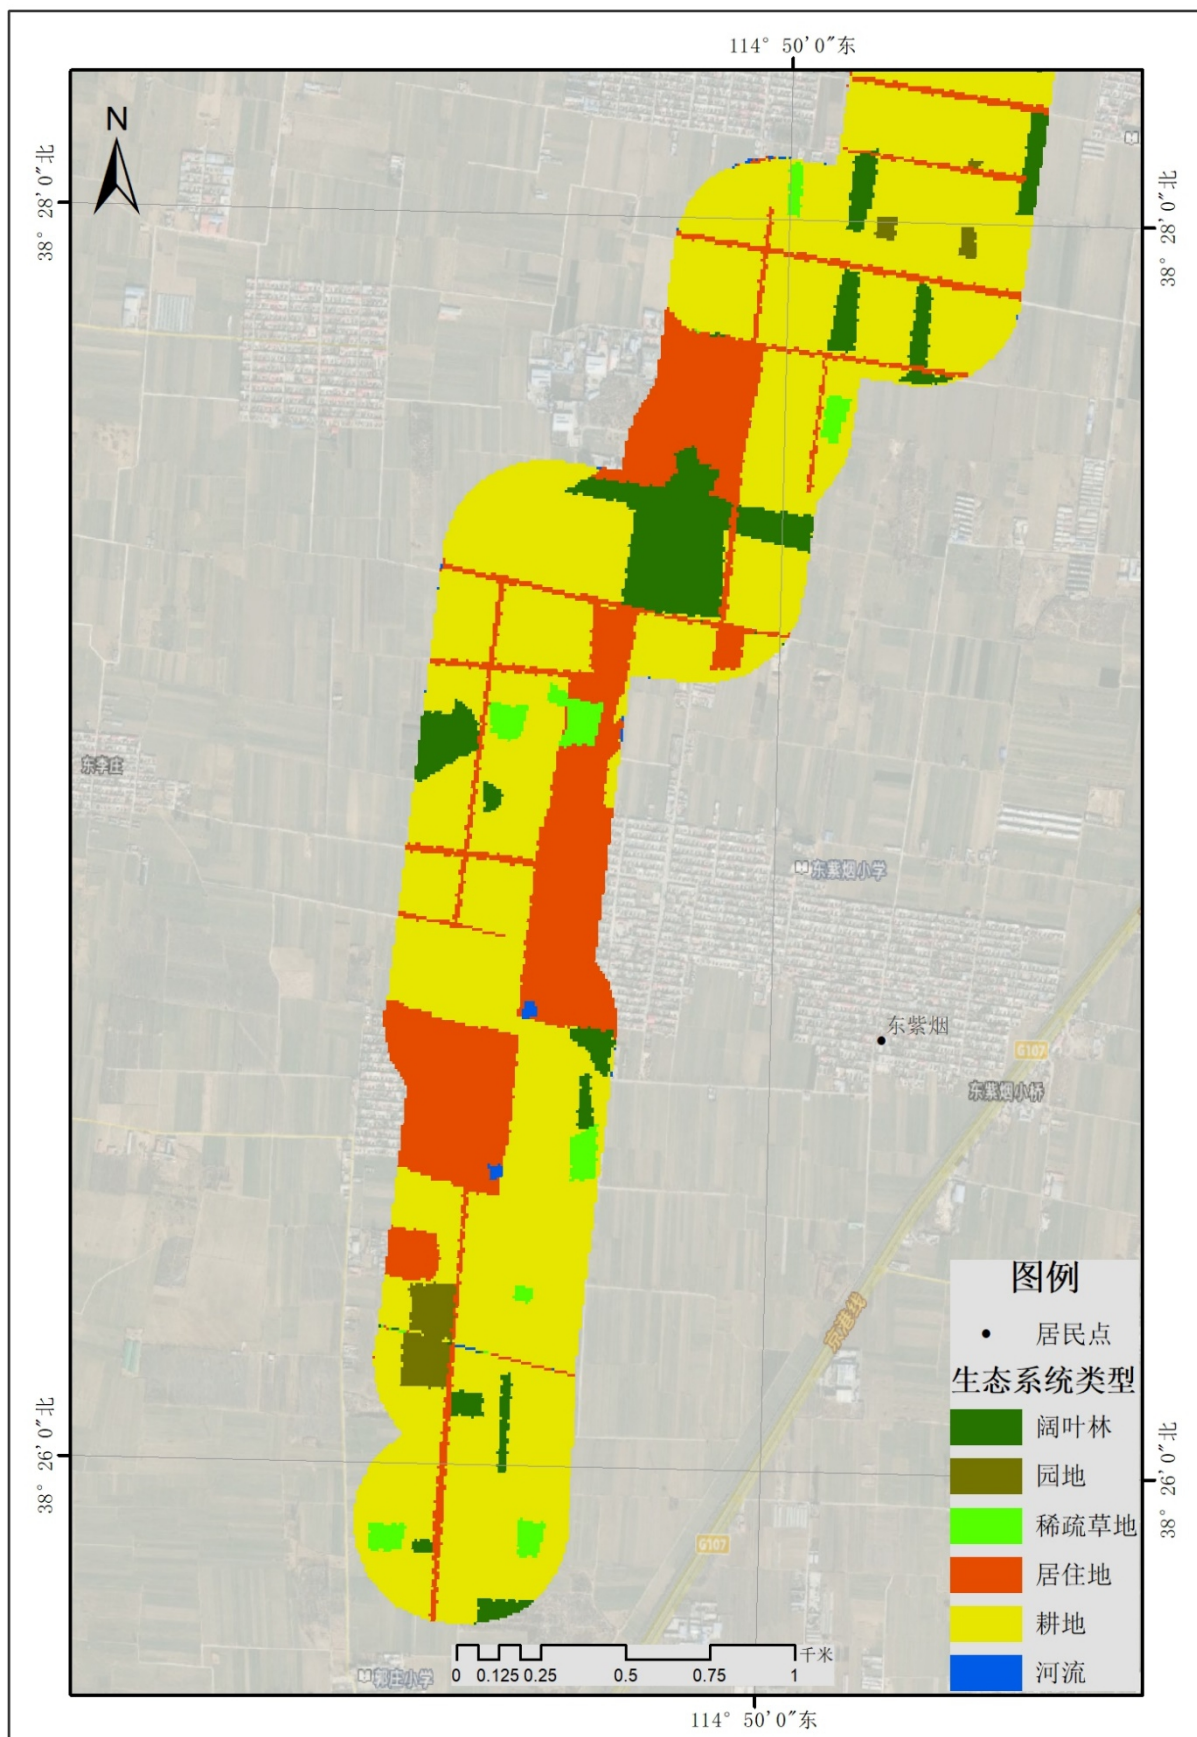 114° 50'0"东
N
38° 28'0"北
38° 28'0"北
东李庄
东紫烟小学
东紫烟
G107
东紫烟小桥
京港线
G107
38° 26'0"北
38° 26'0"北
图例
居民点
生态系统类型
阔叶林
园地
稀疏草地
居住地
耕地
河流
千米
0 0.125 0.25 0.5 0.75 1
郭庄小学
114° 50'0"东